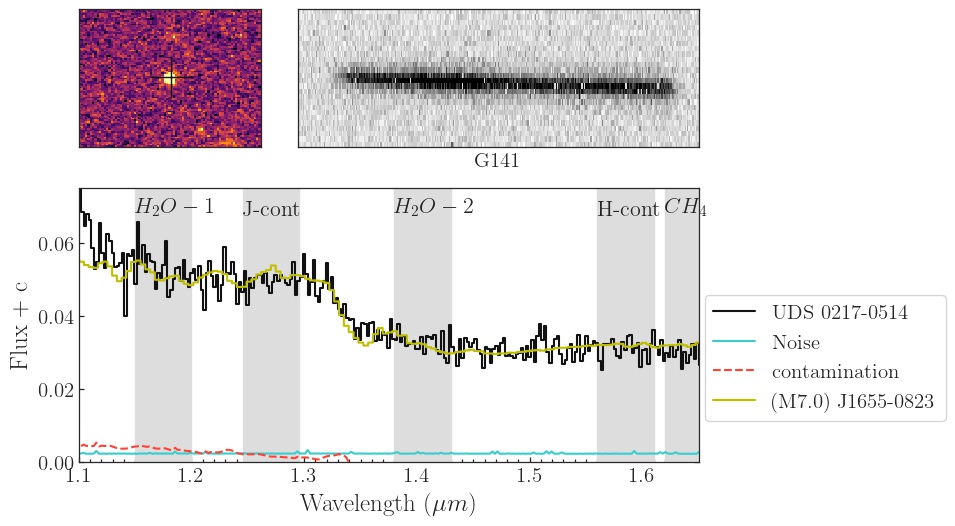 G141
H₂O − 1
J-cont
H₂O − 2
H-cont
CH₄
Flux + c
0.06
0.04
0.02
0.00
1.1
1.2
1.3
1.4
1.5
1.6
Wavelength (μm)
UDS 0217-0514
Noise
contamination
(M7.0) J1655-0823